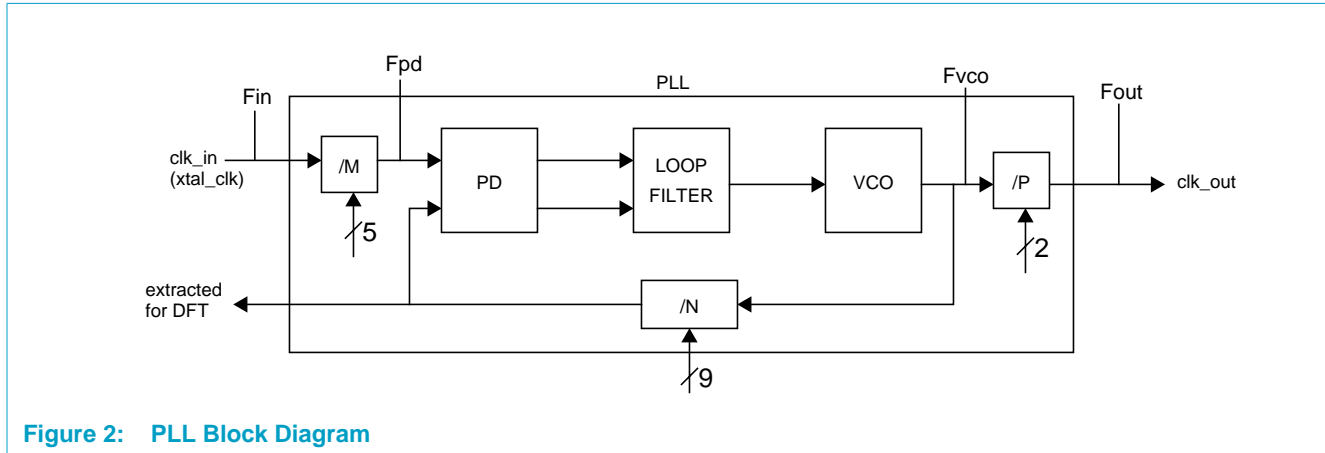 Fpd
Fvco
Fin
PLL
Fout
clk_in
(xtal_clk)
/M
PD
LOOP
FILTER
VCO
/P
clk_out
5
2
extracted
for DFT
/N
9
Figure 2: PLL Block Diagram